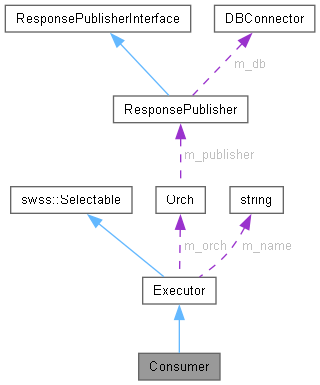 ResponsePublisherInterface
DBConnector
m_db
ResponsePublisher
m_publisher
swss::Selectable
Orch
string
m_orch
m_name
Executor
Consumer